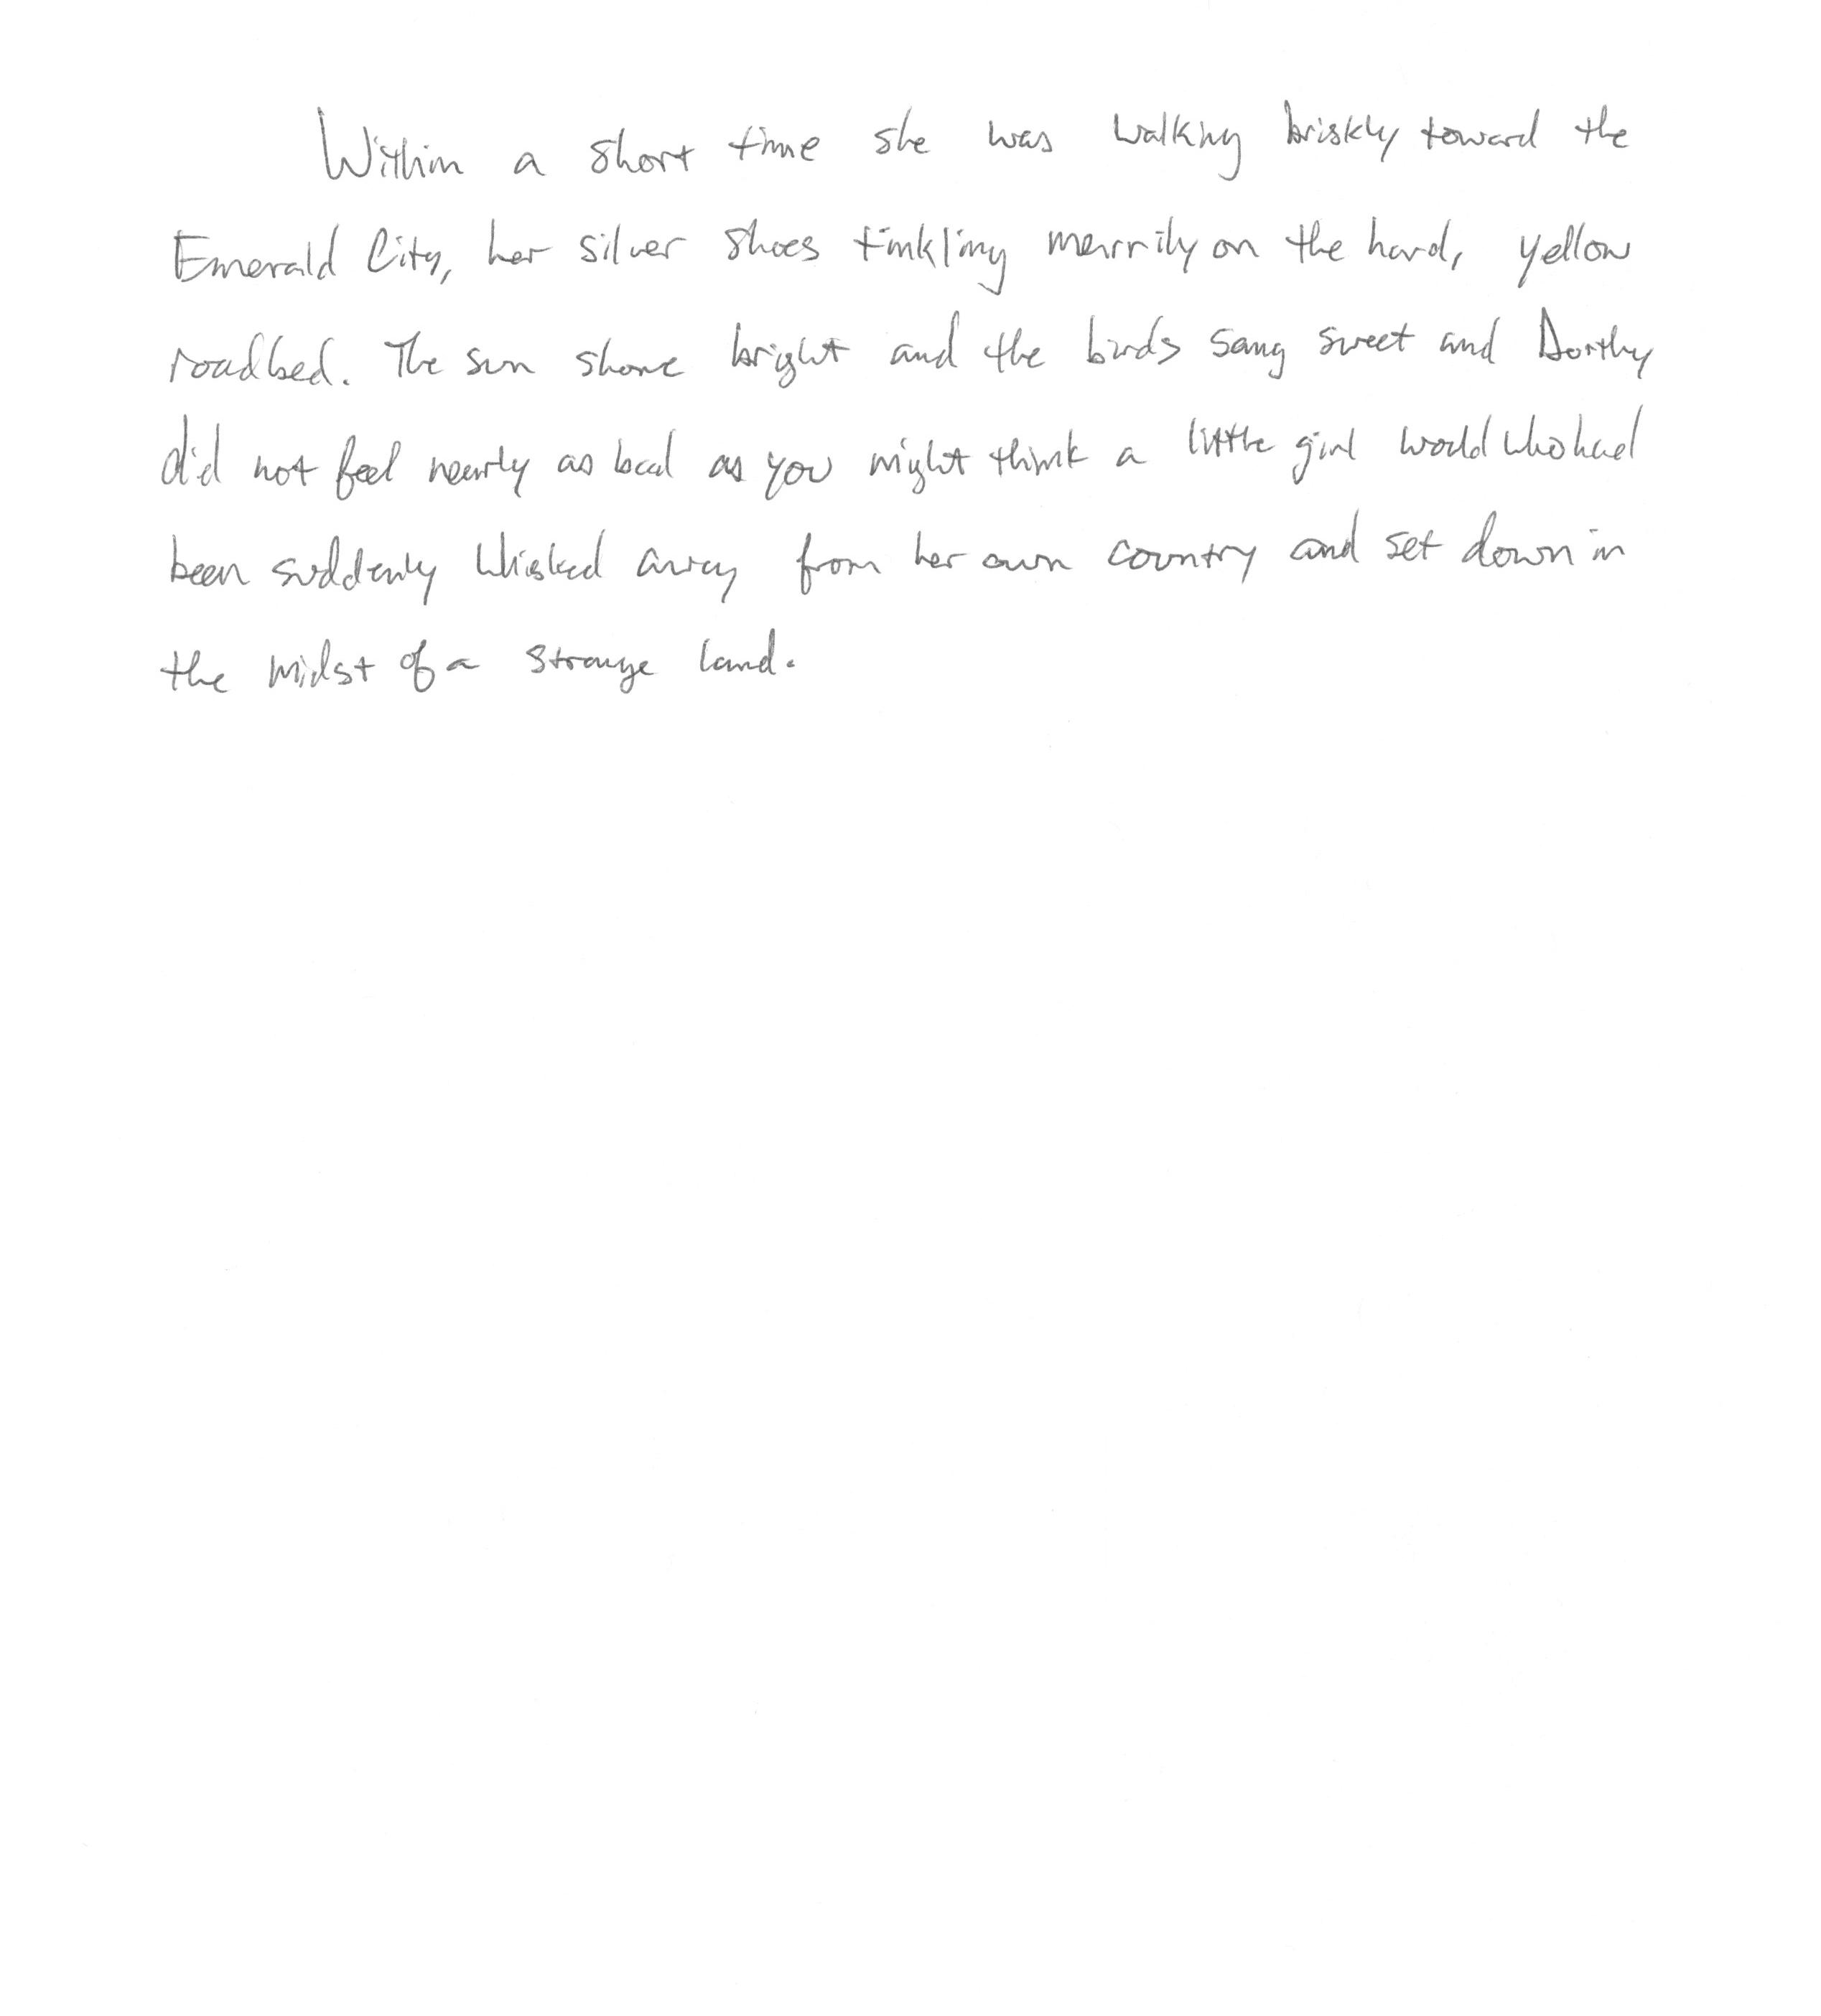 Within a short time she was walking briskly toward the
Emerald City, her silver shoes tinkling merrily on the hard, yellow
roadbed. The sun shone bright and the birds sang sweet and Dorthy
did not feel nearly as bad as you might think a little girl would who had
been suddenly whisked away from her own country and set down in
the midst of a strange land.